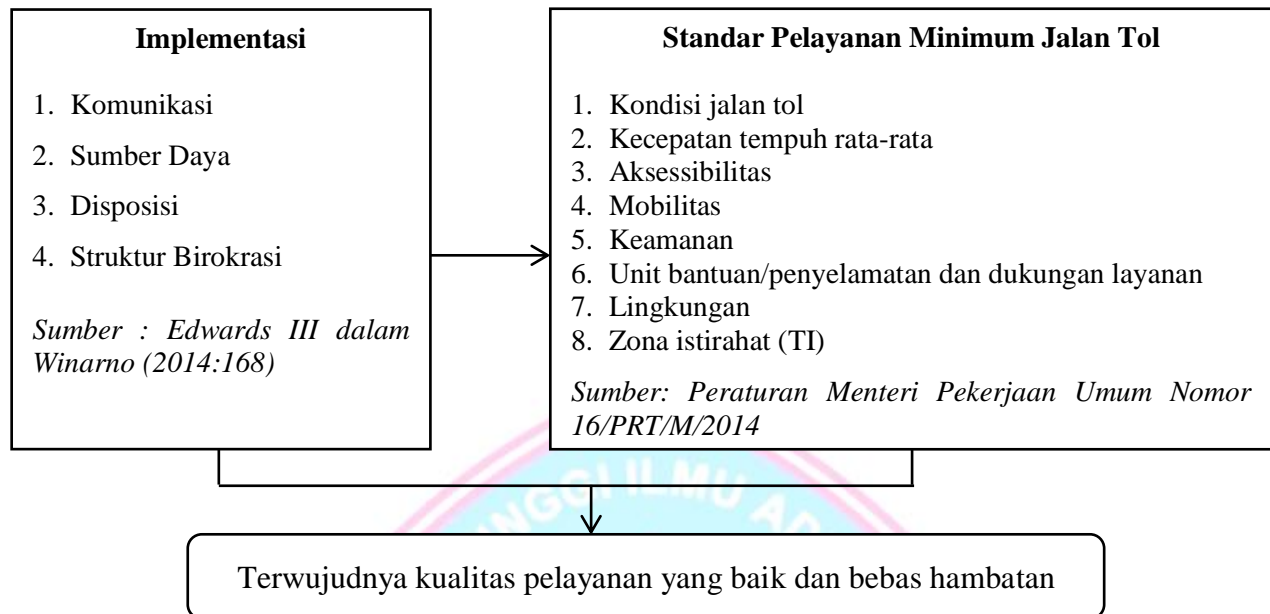 Implementasi
1. Komunikasi
2. Sumber Daya
3. Disposisi
4. Struktur Birokrasi
Sumber : Edwards III dalam
Winarno (2014:168)
Standar Pelayanan Minimum Jalan Tol
1. Kondisi jalan tol
2. Kecepatan tempuh rata-rata
3. Aksessibilitas
4. Mobilitas
5. Keamanan
6. Unit bantuan/penyelamatan dan dukungan layanan
7. Lingkungan
8. Zona istirahat (TI)
Sumber: Peraturan Menteri Pekerjaan Umum Nomor
16/PRT/M/2014
ILMU
Terwujudnya kualitas pelayanan yang baik dan bebas hambatan